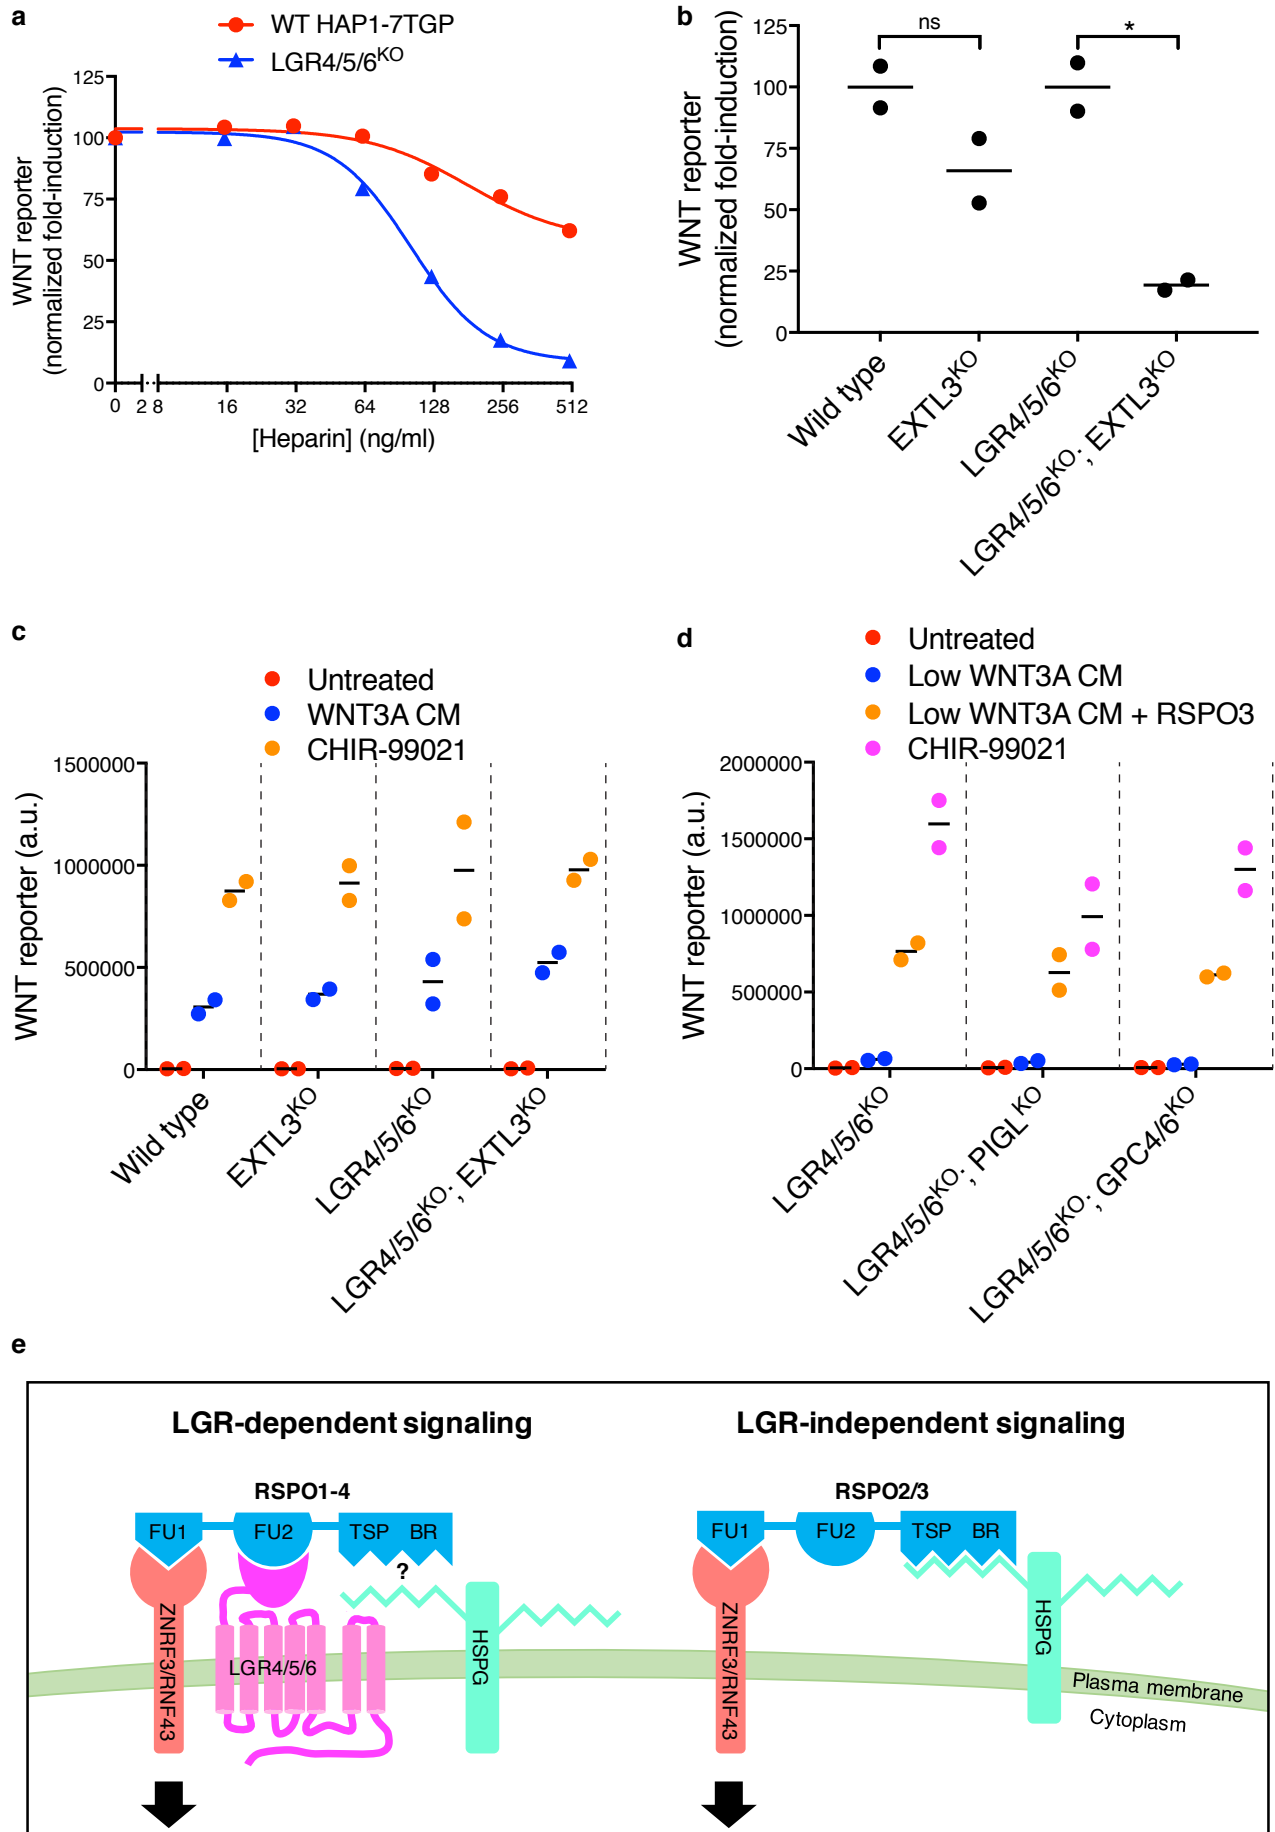 a
WT HAP1-7TGP
LGR4/5/6KO
WNT reporter
(normalized fold-induction)
125
100
75
50
25
0
0 2 8 16 32 64 128 256 512
[Heparin] (ng/ml)
b
ns
*
WNT reporter
(normalized fold-induction)
125
100
75
50
25
0
Wild type
EXTL3KO
LGR4/5/6KO
LGR4/5/6KO; EXTL3KO
c
Untreated
WNT3A CM
CHIR-99021
WNT reporter (a.u.)
1500000
1000000
500000
0
Wild type
EXTL3KO
LGR4/5/6KO
LGR4/5/6KO; EXTL3KO
d
Untreated
Low WNT3A CM
Low WNT3A CM + RSPO3
CHIR-99021
WNT reporter (a.u.)
2000000
1500000
1000000
500000
0
LGR4/5/6KO
LGR4/5/6KO; PIGLKO
LGR4/5/6KO; GPC4/6KO
e
LGR-dependent signaling
RSPO1-4
FU1 FU2 TSP BR
?
ZNRF3/RNF43
LGR4/5/6
HSPG
LGR-independent signaling
RSPO2/3
FU1 FU2 TSP BR
ZNRF3/RNF43
HSPG
Plasma membrane
Cytoplasm